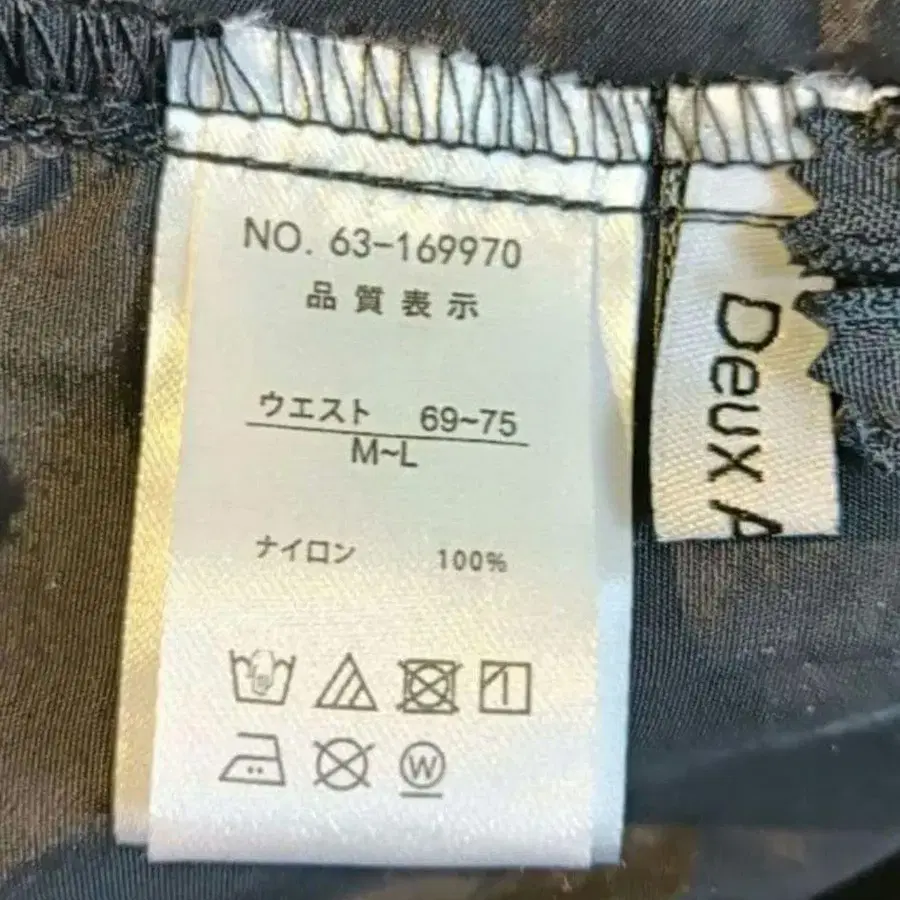 NO. 63-169970
品質表示
ウエスト 69~75
M~L
ナイロン 100%
W
Deux A